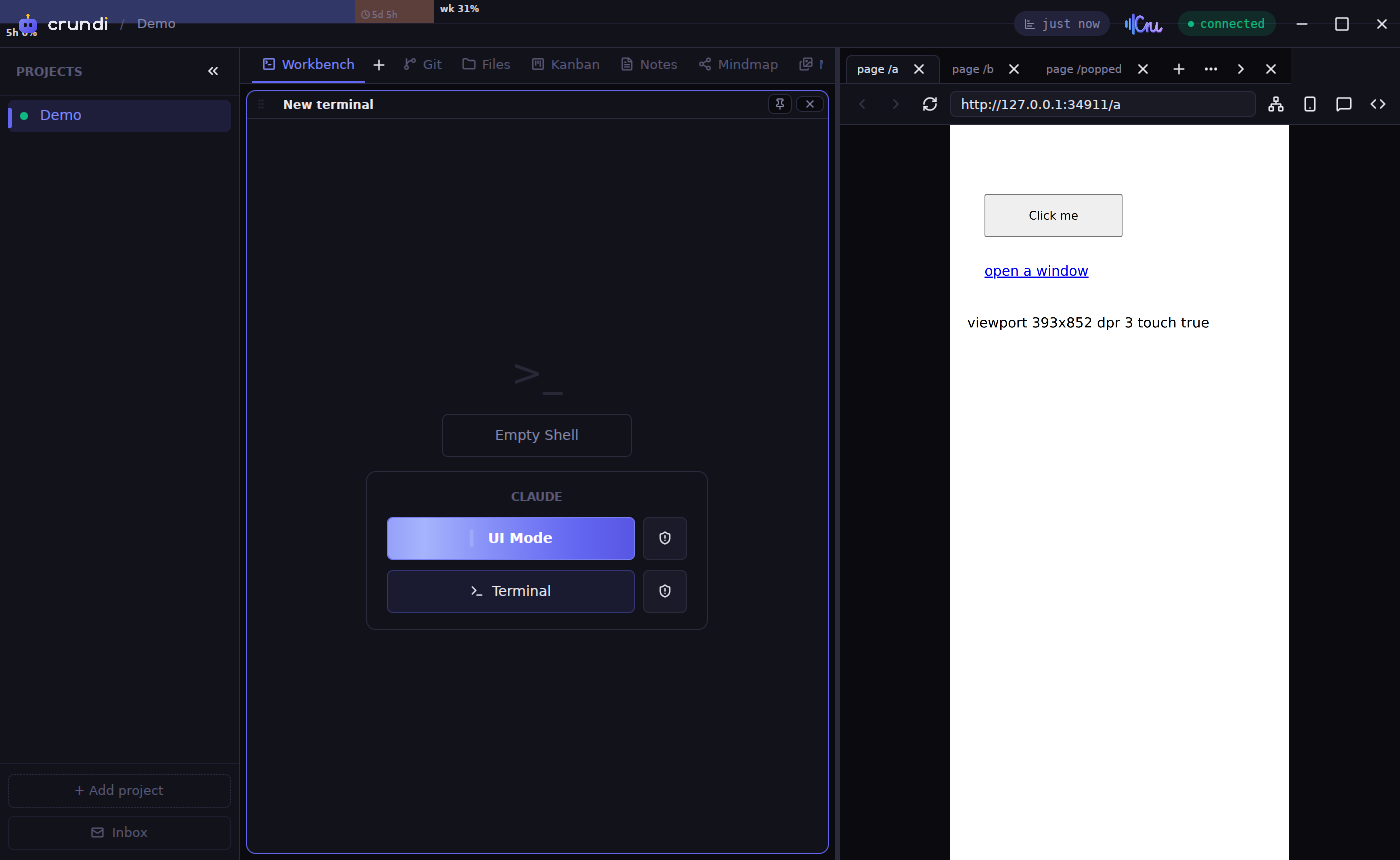 5d 5h
wk 31%
5h 6%
crundi / Demo
just now
Cru
connected
PROJECTS
Demo
+ Add project
Inbox
Workbench
Git
Files
Kanban
Notes
Mindmap
New terminal
>_
Empty Shell
CLAUDE
UI Mode
Terminal
page /a
page /b
page /popped
http://127.0.0.1:34911/a
Click me
open a window
viewport 393x852 dpr 3 touch true